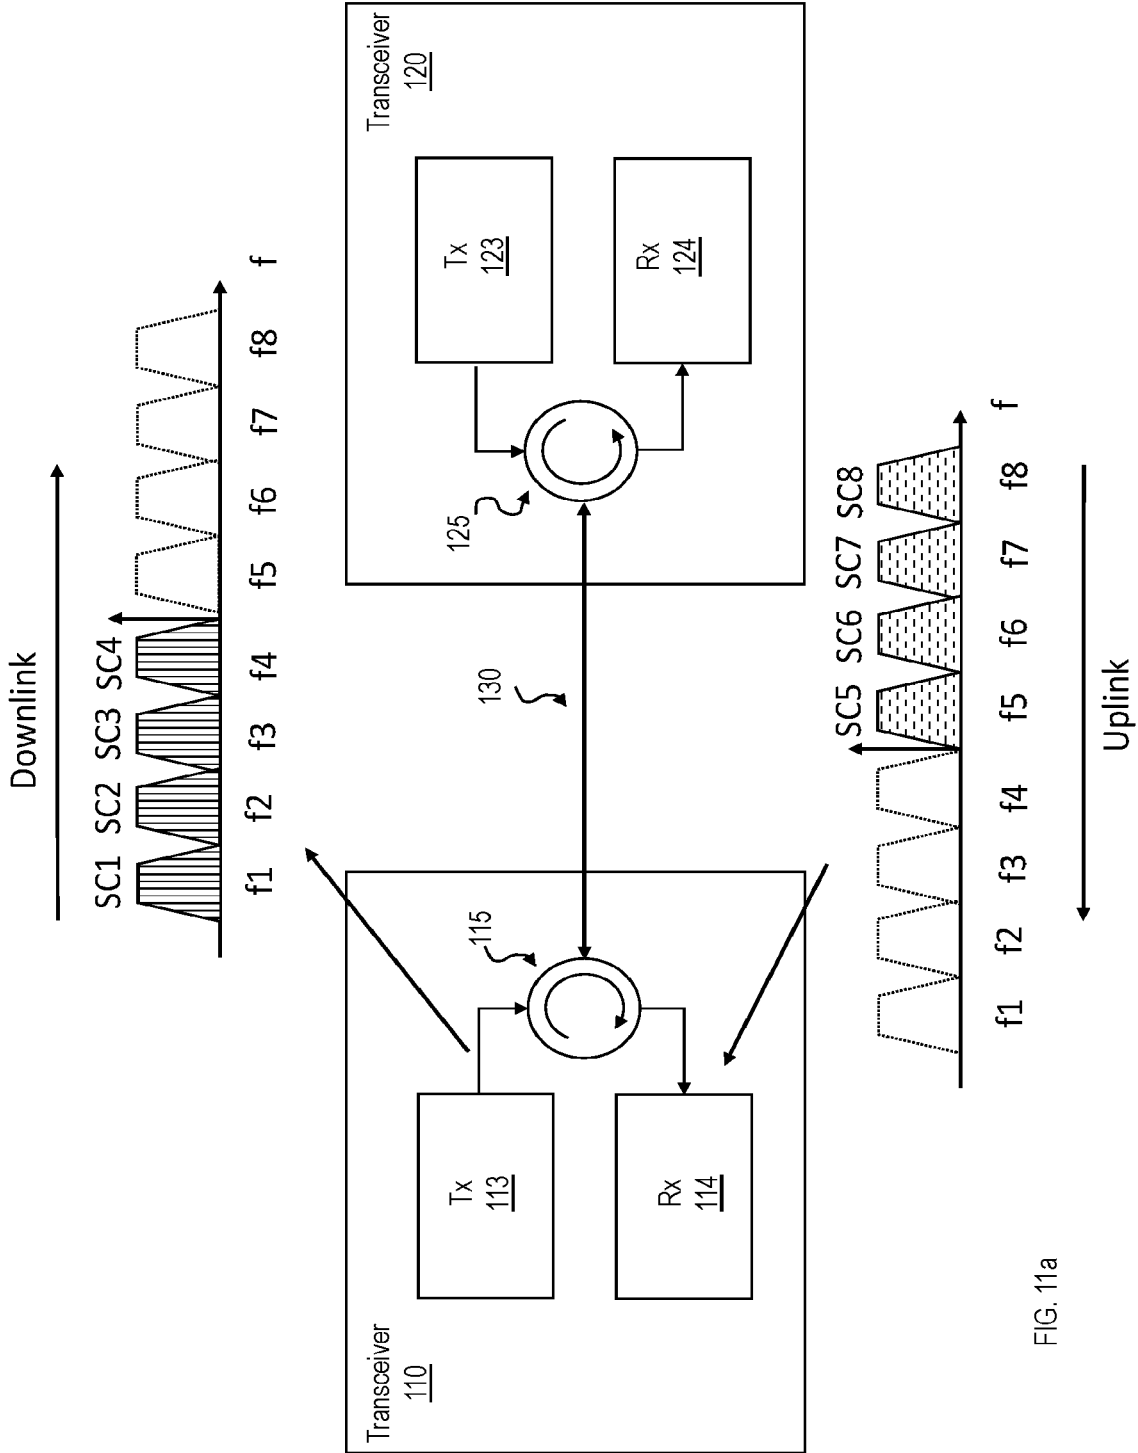 Downlink
SC1 SC2 SC3 SC4
f1 f2 f3 f4 f5 f6 f7 f8 f
Transceiver
110
Tx
113
Rx
114
115
130
Transceiver
120
125
Tx
123
Rx
124
SC5 SC6 SC7 SC8
f1 f2 f3 f4 f5 f6 f7 f8 f
Uplink
FIG. 11a